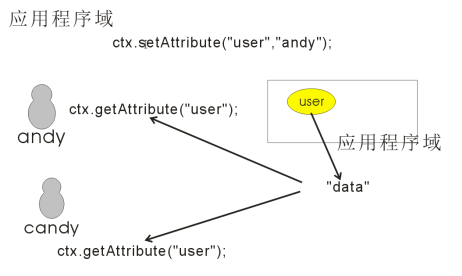 应用程序域
ctx.setAttribute("user","andy");
ctx.getAttribute("user");
user
andy
应用程序域
"data"
candy
ctx.getAttribute("user");